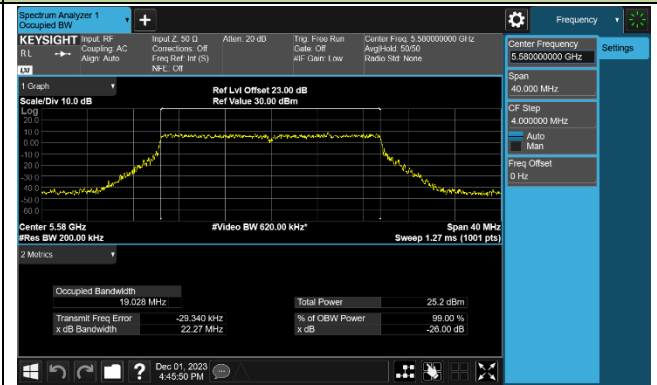 Spectrum Analyzer 1
Occupied BW
Frequency
KEYSIGHT
RL
Input: RF
Coupling: AC
Align: Auto
Input Z: 50 Ω
Corrections: Off
Freq Ref: Int (S)
NFE: Off
Atten: 20 dB
Trig: Free Run
Gate: Off
#IF Gain: Low
Center Freq: 5.580000000 GHz
Avg|Hold: 50/50
Radio Std: None
Center Frequency
5.580000000 GHz
Settings
Span
40.000 MHz
CF Step
4.000000 MHz
Auto
Man
Freq Offset
0 Hz
1 Graph
Scale/Div 10.0 dB
Ref Lvl Offset 23.00 dB
Ref Value 30.00 dBm
Log
20.0
10.0
0.00
-10.0
-20.0
-30.0
-40.0
-50.0
-60.0
Center 5.58 GHz
#Video BW 620.00 kHz*
Span 40 MHz
#Res BW 200.00 kHz
Sweep 1.27 ms (1001 pts)
2 Metrics
Occupied Bandwidth
19.028 MHz
Total Power
25.2 dBm
Transmit Freq Error
-29.340 kHz
% of OBW Power
99.00 %
x dB Bandwidth
22.27 MHz
x dB
-26.00 dB
?
Dec 01, 2023
4:45:50 PM